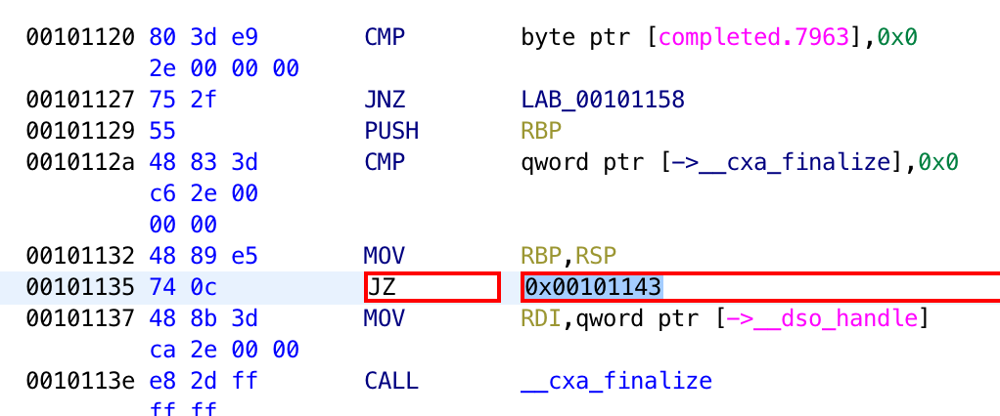 00101120 80 3d e9 CMP byte ptr [completed.7963],0x0
2e 00 00 00
00101127 75 2f JNZ LAB_00101158
00101129 55 PUSH RBP
0010112a 48 83 3d CMP qword ptr [->__cxa_finalize],0x0
c6 2e 00
00 00
00101132 48 89 e5 MOV RBP,RSP
00101135 74 0c JZ 0x00101143
00101137 48 8b 3d MOV RDI,qword ptr [->__dso_handle]
ca 2e 00 00
0010113e e8 2d ff CALL __cxa_finalize
ff ff